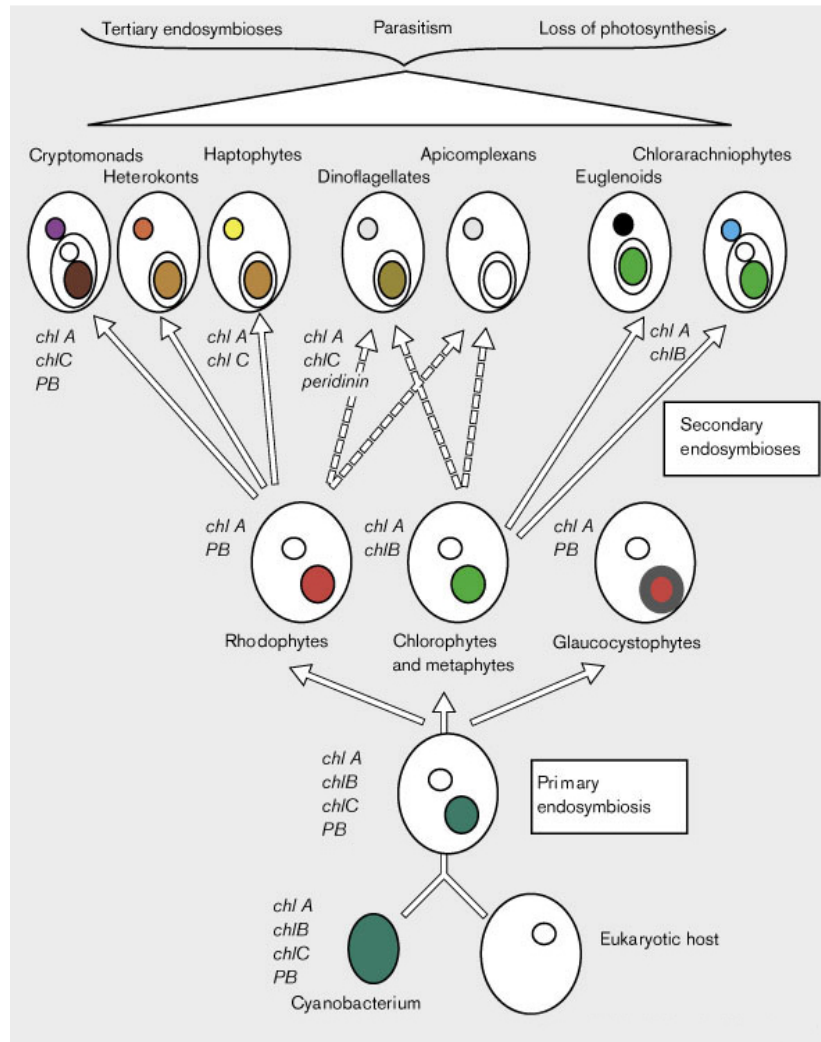 Tertiary endosymbioses
Parasitism
Loss of photosynthesis
Cryptomonads
Heterokonts
Haptophytes
Dinoflagellates
Apicomplexans
Euglenoids
Chlorarachniophytes
chl A
chlC
PB
chl A
chl C
chl A
chlC
peridinin
chl A
chlB
Secondary
endosymbioses
chl A
PB
chl A
chlB
chl A
PB
Rhodophytes
Chlorophytes
and metaphytes
Glaucocystophytes
chl A
chlB
chlC
PB
Primary
endosymbiosis
chl A
chlB
chlC
PB
Cyanobacterium
Eukaryotic host